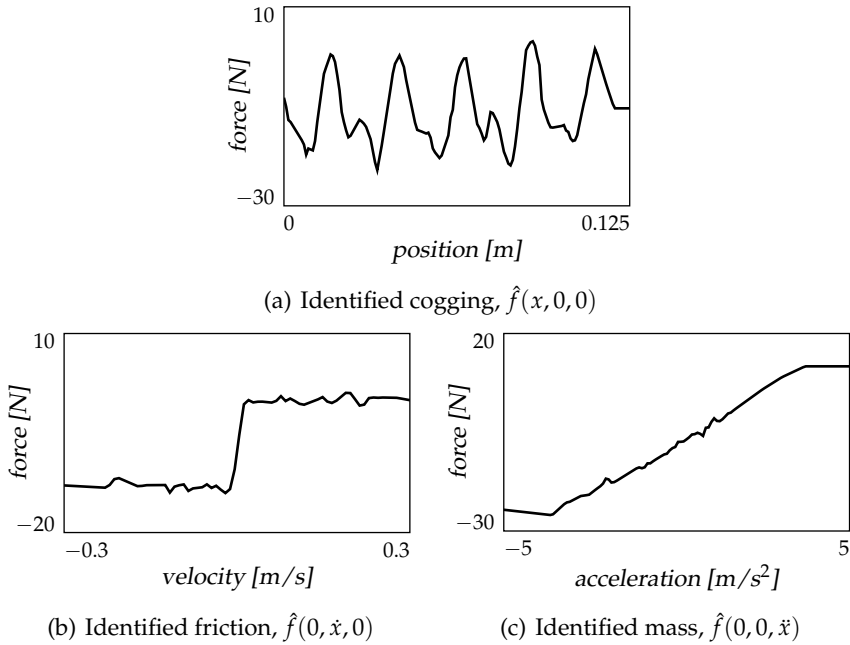 10
force [N]
−30
0
0.125
position [m]
(a) Identified cogging, f̂(x, 0, 0)
10
force [N]
−20
−0.3
0.3
velocity [m/s]
(b) Identified friction, f̂(0, ẋ, 0)
20
force [N]
−30
−5
5
acceleration [m/s²]
(c) Identified mass, f̂(0, 0, ẍ)